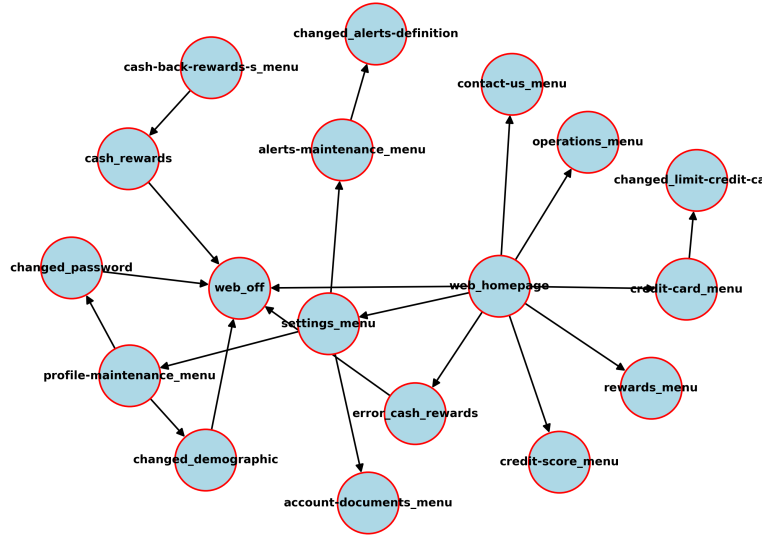 changed_alerts-definition
cash-back-rewards-s_menu
contact-us_menu
operations_menu
alerts-maintenance_menu
cash_rewards
changed_limit-credit-ca
changed_password
web_off
web_homepage
credit-card_menu
settings_menu
profile-maintenance_menu
rewards_menu
error_cash_rewards
changed_demographic
credit-score_menu
account-documents_menu